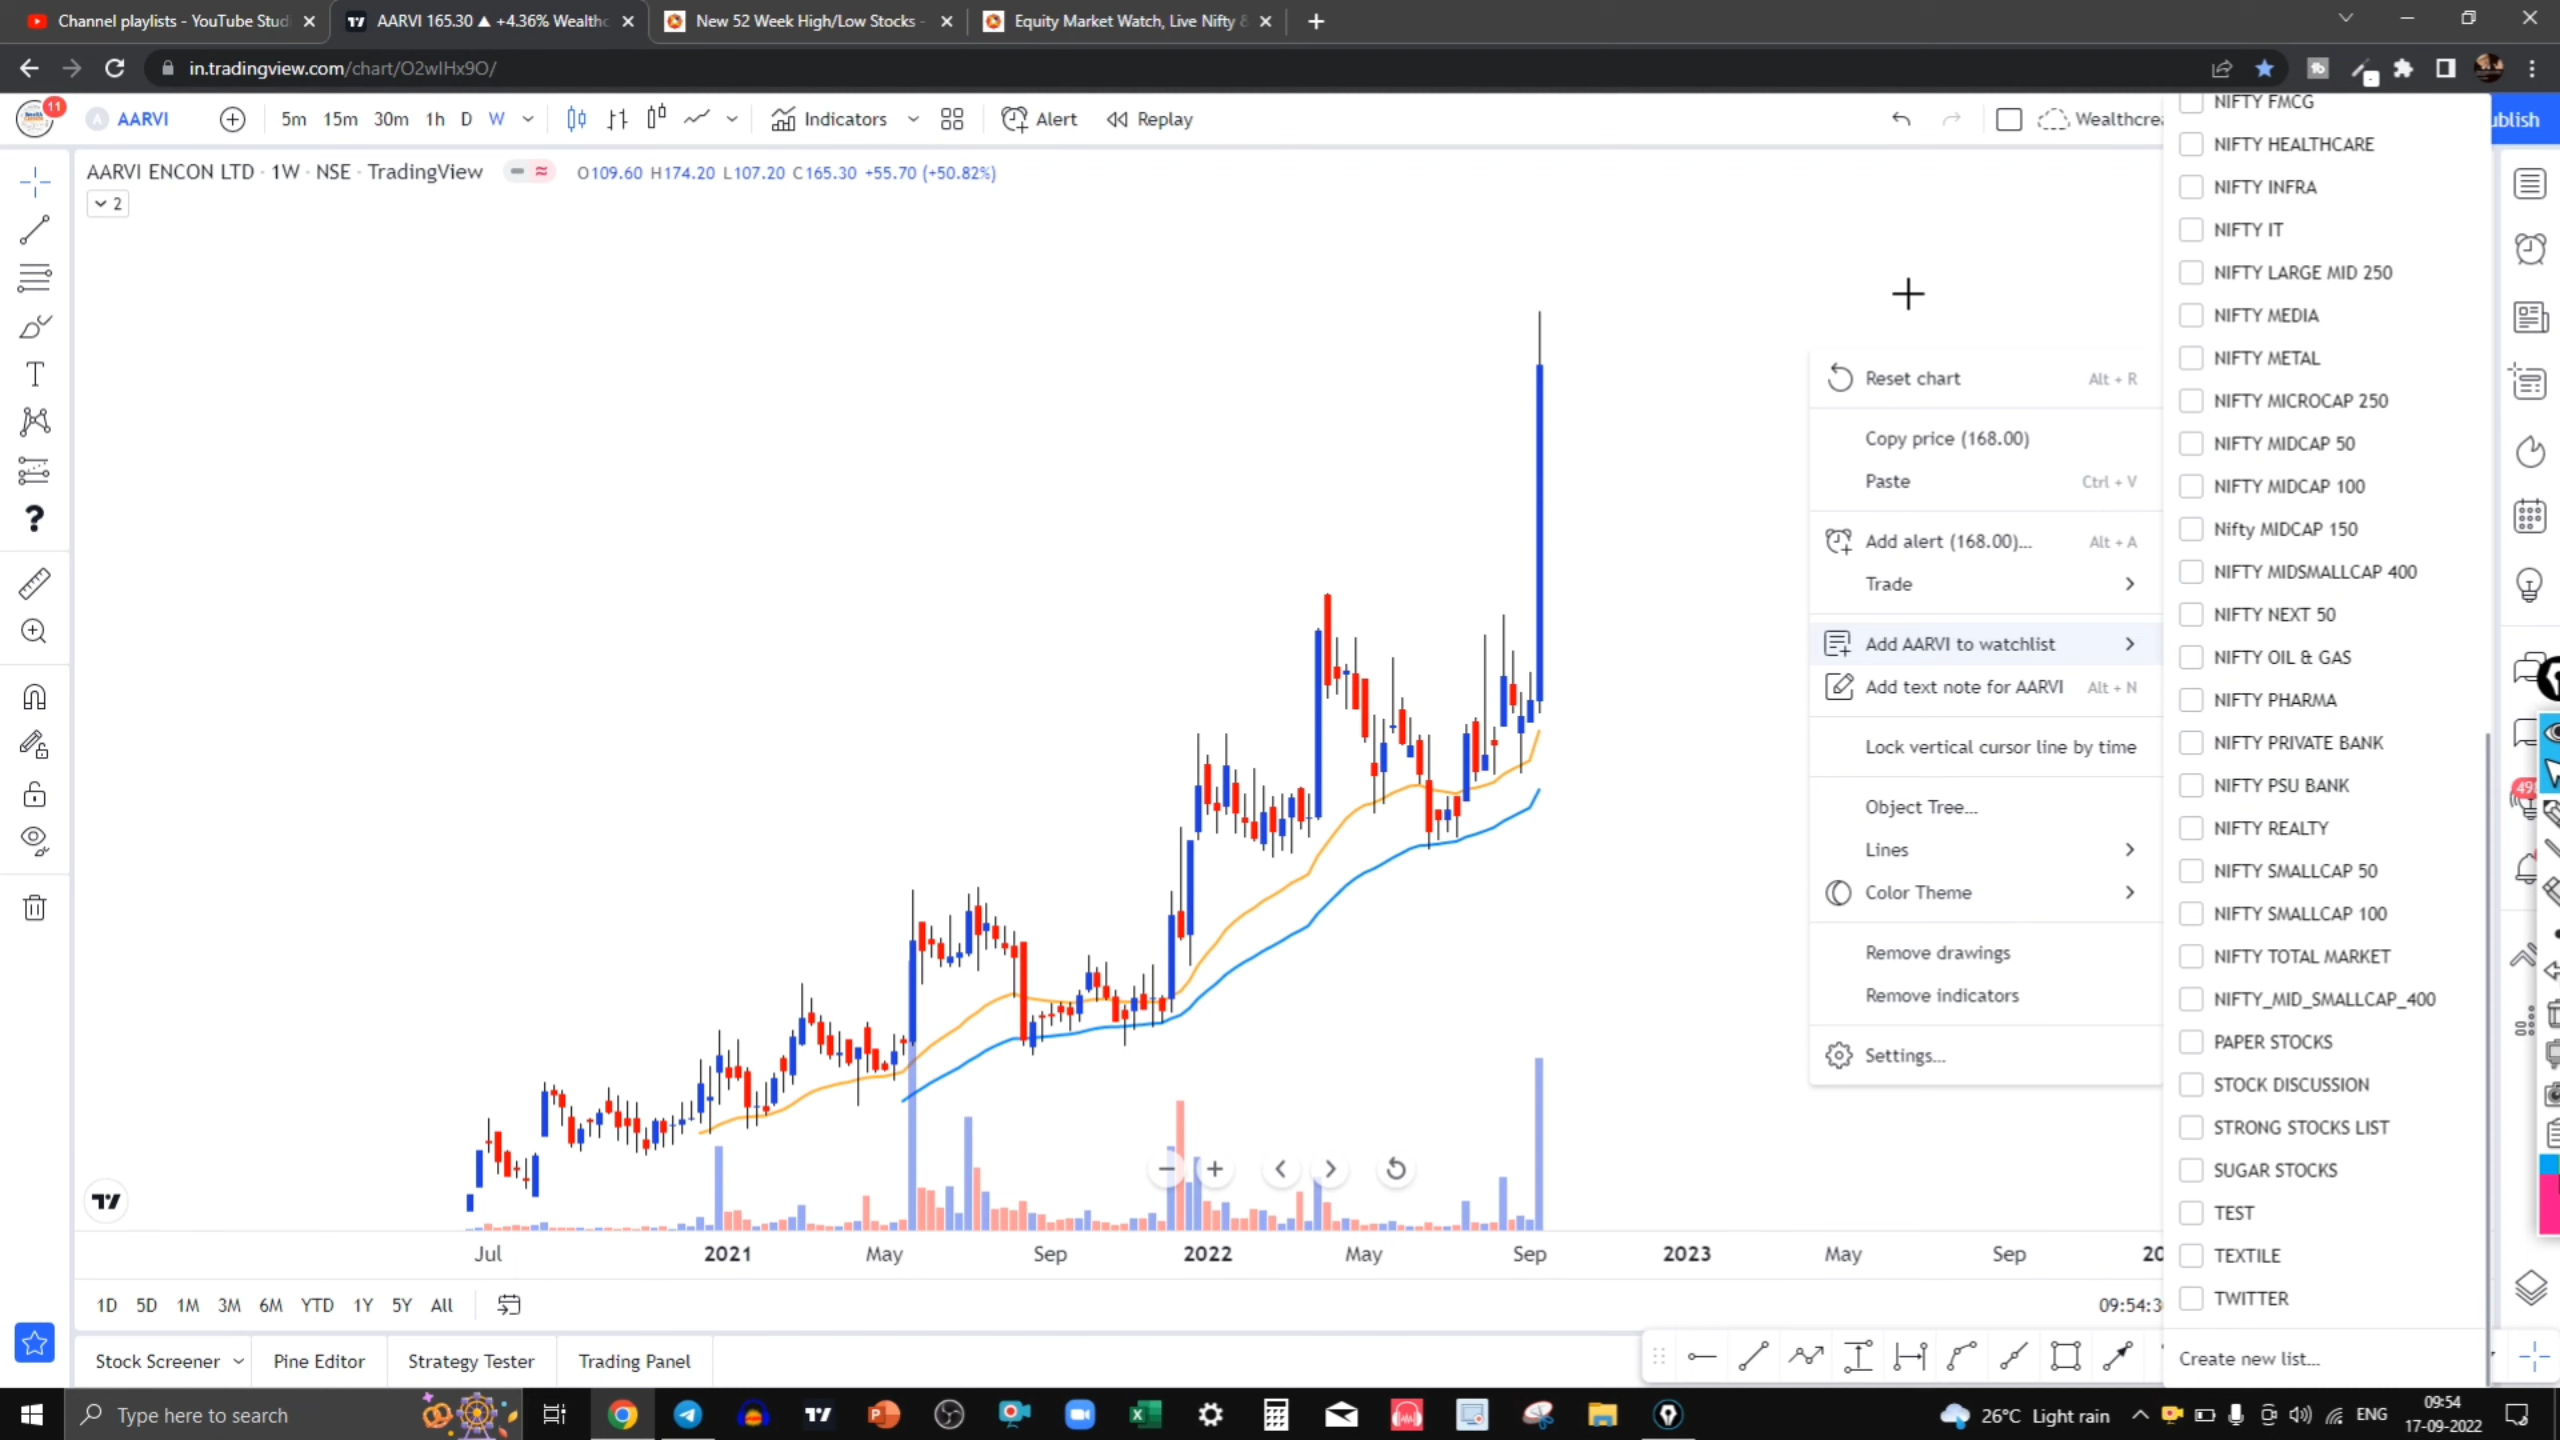 Channel playlists - YouTube Studi
AARVI 165.30 ▲ +4.36% Wealthc
New 52 Week High/Low Stocks -
Equity Market Watch, Live Nifty &
in.tradingview.com/chart/O2wIHx9O/
11
AARVI
5m 15m 30m 1h D W
Indicators
Alert
Replay
Wealthcrea
ublish
AARVI ENCON LTD · 1W · NSE · TradingView
O109.60 H174.20 L107.20 C165.30 +55.70 (+50.82%)
2
Reset chart Alt + R
Copy price (168.00)
Paste Ctrl + V
Add alert (168.00)... Alt + A
Trade
Add AARVI to watchlist
Add text note for AARVI Alt + N
Lock vertical cursor line by time
Object Tree...
Lines
Color Theme
Remove drawings
Remove indicators
Settings...
NIFTY FMCG
NIFTY HEALTHCARE
NIFTY INFRA
NIFTY IT
NIFTY LARGE MID 250
NIFTY MEDIA
NIFTY METAL
NIFTY MICROCAP 250
NIFTY MIDCAP 50
NIFTY MIDCAP 100
Nifty MIDCAP 150
NIFTY MIDSMALLCAP 400
NIFTY NEXT 50
NIFTY OIL & GAS
NIFTY PHARMA
NIFTY PRIVATE BANK
NIFTY PSU BANK
NIFTY REALTY
NIFTY SMALLCAP 50
NIFTY SMALLCAP 100
NIFTY TOTAL MARKET
NIFTY_MID_SMALLCAP_400
PAPER STOCKS
STOCK DISCUSSION
STRONG STOCKS LIST
SUGAR STOCKS
TEST
TEXTILE
TWITTER
Create new list...
Jul 2021 May Sep 2022 May Sep 2023 May Sep 20
1D 5D 1M 3M 6M YTD 1Y 5Y All
09:54:3
Stock Screener
Pine Editor
Strategy Tester
Trading Panel
Type here to search
26°C Light rain
ENG
09:54
17-09-2022